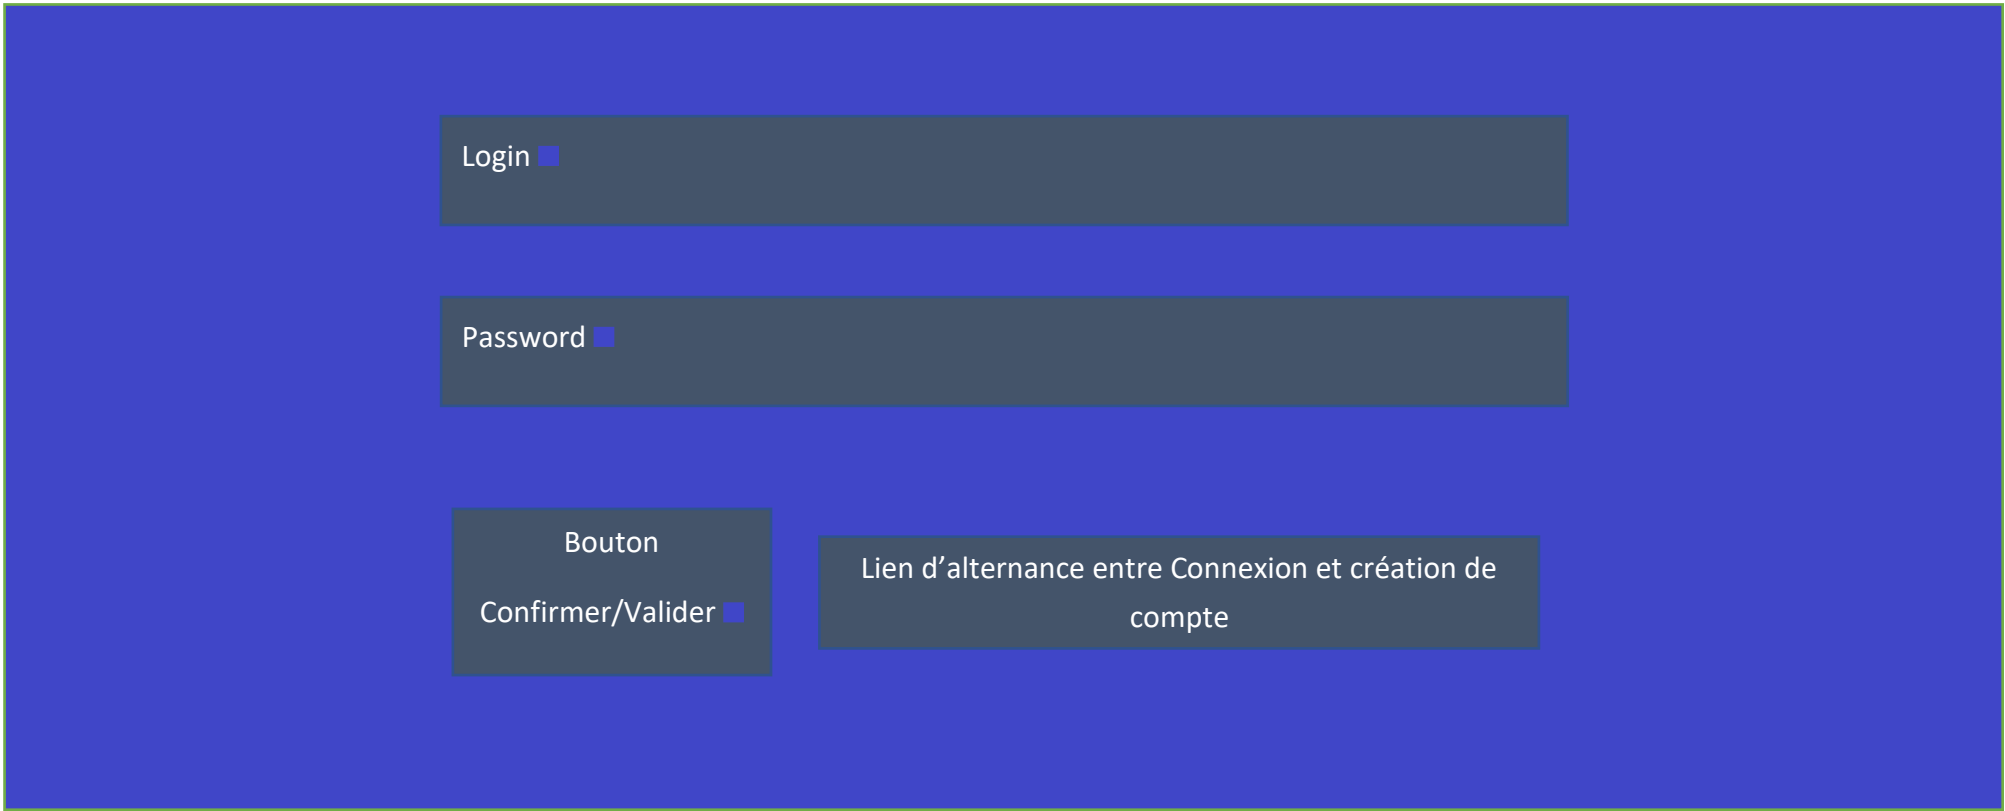 Login
Password
Bouton
Confirmer/Valider
Lien d’alternance entre Connexion et création de
compte